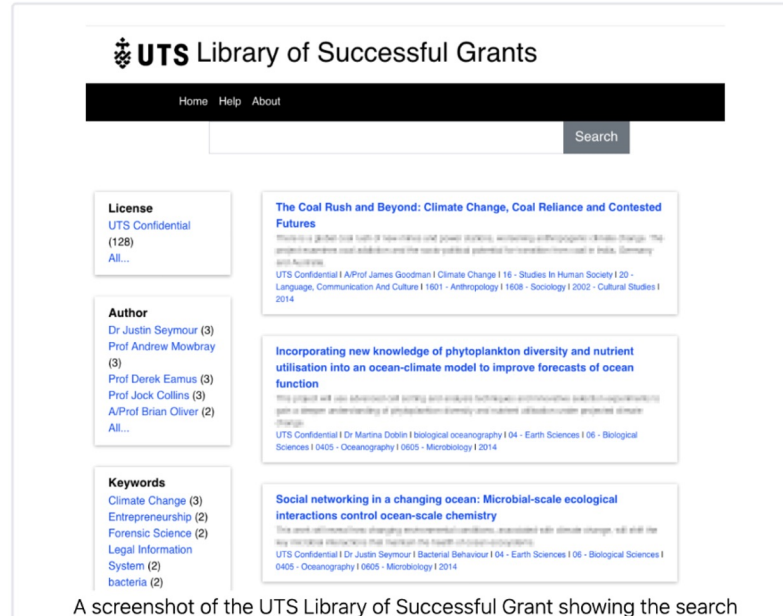 UTS Library of Successful Grants
Home Help About
Search
License
UTS Confidential
(128)
All...
Author
Dr Justin Seymour (3)
Prof Andrew Mowbray
(3)
Prof Derek Eamus (3)
Prof Jock Collins (3)
A/Prof Brian Oliver (2)
All...
Keywords
Climate Change (3)
Entrepreneurship (2)
Forensic Science (2)
Legal Information
System (2)
bacteria (2)
The Coal Rush and Beyond: Climate Change, Coal Reliance and Contested
Futures
UTS Confidential | A/Prof James Goodman | Climate Change | 16 - Studies In Human Society | 20 -
Language, Communication And Culture | 1601 - Anthropology | 1608 - Sociology | 2002 - Cultural Studies |
2014
Incorporating new knowledge of phytoplankton diversity and nutrient
utilisation into an ocean-climate model to improve forecasts of ocean
function
UTS Confidential | Dr Martina Doblin | biological oceanography | 04 - Earth Sciences | 06 - Biological
Sciences | 0405 - Oceanography | 0605 - Microbiology | 2014
Social networking in a changing ocean: Microbial-scale ecological
interactions control ocean-scale chemistry
UTS Confidential | Dr Justin Seymour | Bacterial Behaviour | 04 - Earth Sciences | 06 - Biological Sciences |
0405 - Oceanography | 0605 - Microbiology | 2014
A screenshot of the UTS Library of Successful Grant showing the search